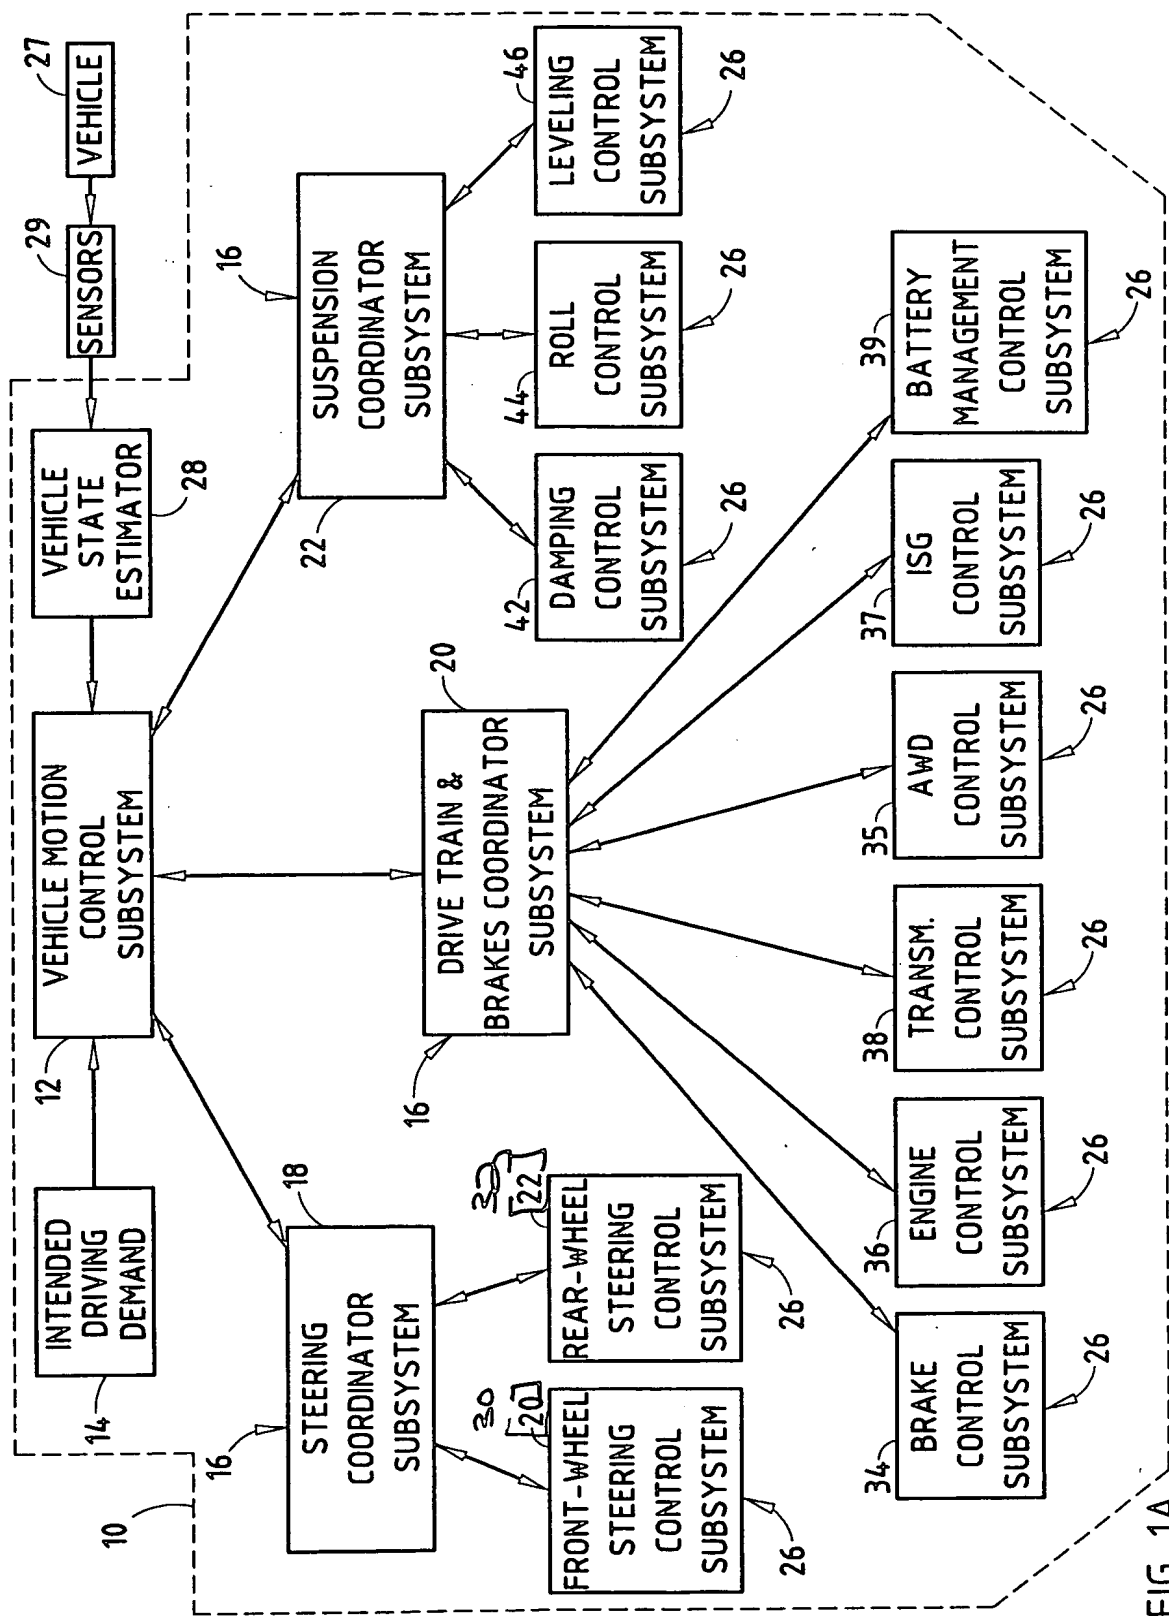 10
14
INTENDED
DRIVING
DEMAND
12
VEHICLE MOTION
CONTROL
SUBSYSTEM
VEHICLE
STATE
ESTIMATOR
28
29
SENSORS
27
VEHICLE
16
STEERING
COORDINATOR
SUBSYSTEM
18
16
DRIVE TRAIN &
BRAKES COORDINATOR
SUBSYSTEM
20
22
SUSPENSION
COORDINATOR
SUBSYSTEM
16
30
20
FRONT-WHEEL
STEERING
CONTROL
SUBSYSTEM
26
32
22
REAR-WHEEL
STEERING
CONTROL
SUBSYSTEM
26
42
DAMPING
CONTROL
SUBSYSTEM
26
44
ROLL
CONTROL
SUBSYSTEM
26
46
LEVELING
CONTROL
SUBSYSTEM
26
34
BRAKE
CONTROL
SUBSYSTEM
26
36
ENGINE
CONTROL
SUBSYSTEM
26
38
TRANSM.
CONTROL
SUBSYSTEM
26
35
AWD
CONTROL
SUBSYSTEM
26
37
ISG
CONTROL
SUBSYSTEM
26
39
BATTERY
MANAGEMENT
CONTROL
SUBSYSTEM
26
FIG. 1A